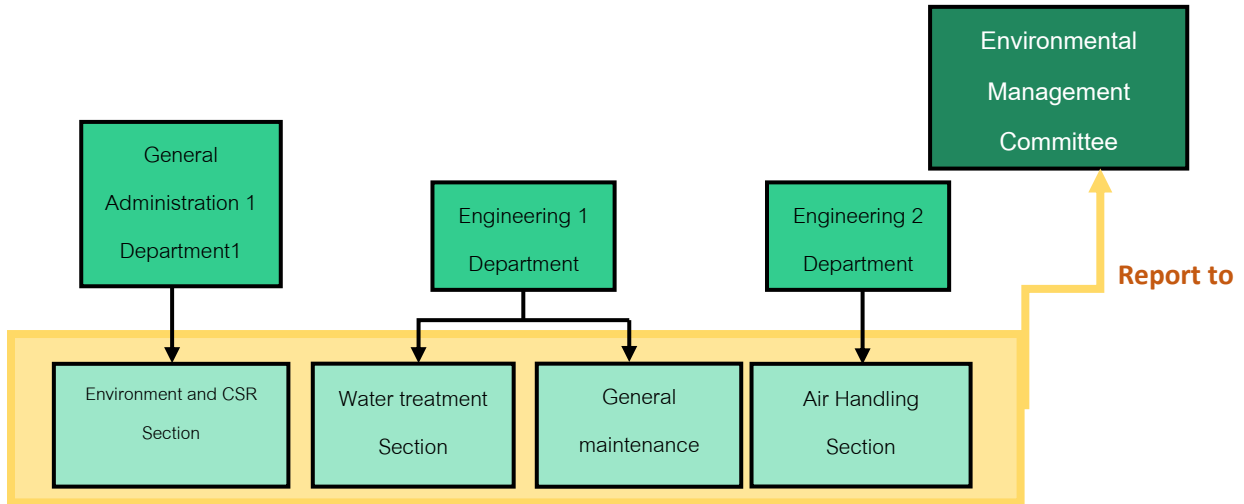 Environmental
Management
Committee
General
Administration 1
Department1
Engineering 1
Department
Engineering 2
Department
Report to
Environment and CSR
Section
Water treatment
Section
General
maintenance
Air Handling
Section